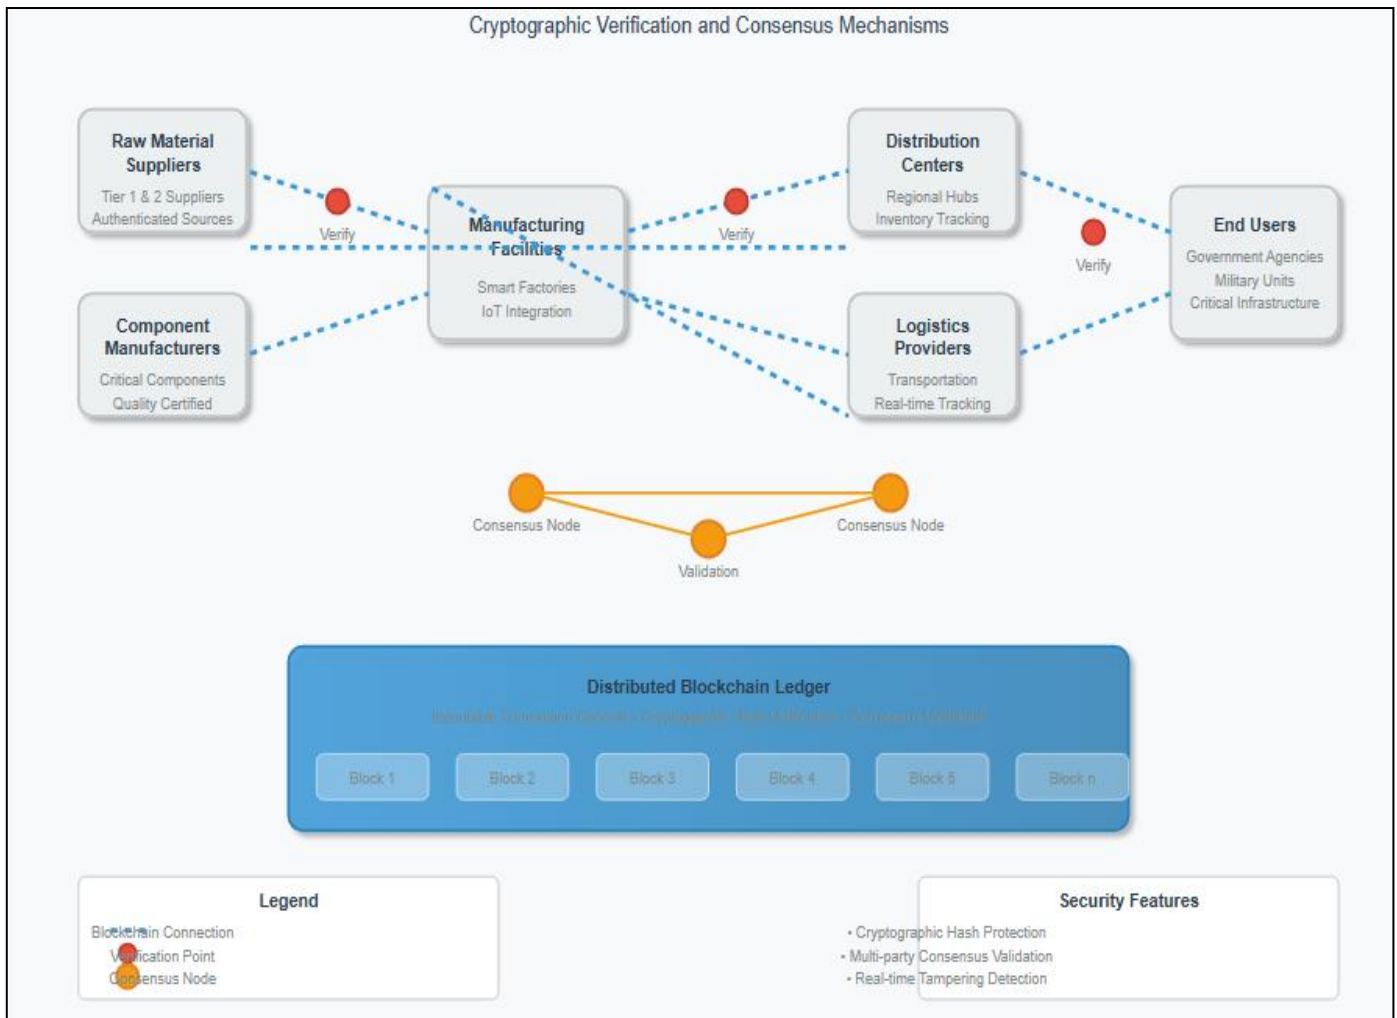 Cryptographic Verification and Consensus Mechanisms
Raw Material
Suppliers
Tier 1 & 2 Suppliers
Authenticated Sources
Verify
Component
Manufacturers
Critical Components
Quality Certified
Manufacturing
Facilities
Smart Factories
IoT Integration
Verify
Distribution
Centers
Regional Hubs
Inventory Tracking
Logistics
Providers
Transportation
Real-time Tracking
Verify
End Users
Government Agencies
Military Units
Critical Infrastructure
Consensus Node
Consensus Node
Validation
Distributed Blockchain Ledger
Immutable Transaction Records
Block 1
Block 2
Block 3
Block 4
Block 5
Block n
Legend
Blockchain Connection
Verification Point
Consensus Node
Security Features
• Cryptographic Hash Protection
• Multi-party Consensus Validation
• Real-time Tampering Detection